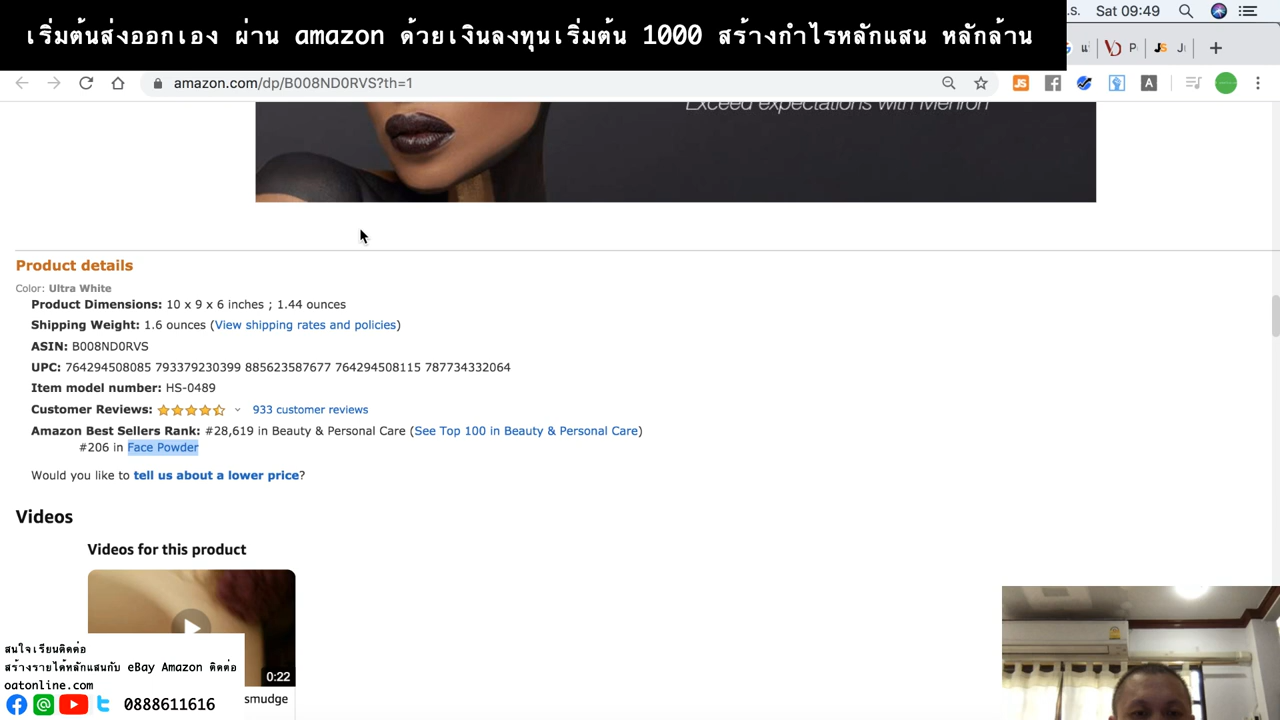 เริ่มต้นส่งออกเอง ผ่าน amazon ด้วยเงินลงทุนเริ่มต้น 1000 สร้างกำไรหลักแสน หลักล้าน
.S. Sat 09:49
amazon.com/dp/B008ND0RVS?th=1
Exceed expectations with Mehron
Product details
Color: Ultra White
Product Dimensions: 10 x 9 x 6 inches ; 1.44 ounces
Shipping Weight: 1.6 ounces (View shipping rates and policies)
ASIN: B008ND0RVS
UPC: 764294508085 793379230399 885623587677 764294508115 787734332064
Item model number: HS-0489
Customer Reviews: 933 customer reviews
Amazon Best Sellers Rank: #28,619 in Beauty & Personal Care (See Top 100 in Beauty & Personal Care)
#206 in Face Powder
Would you like to tell us about a lower price?
Videos
Videos for this product
0:22
smudge
สนใจเรียนติดต่อ
สร้างรายได้หลักแสนกับ eBay Amazon ติดต่อ
oatonline.com
0888611616